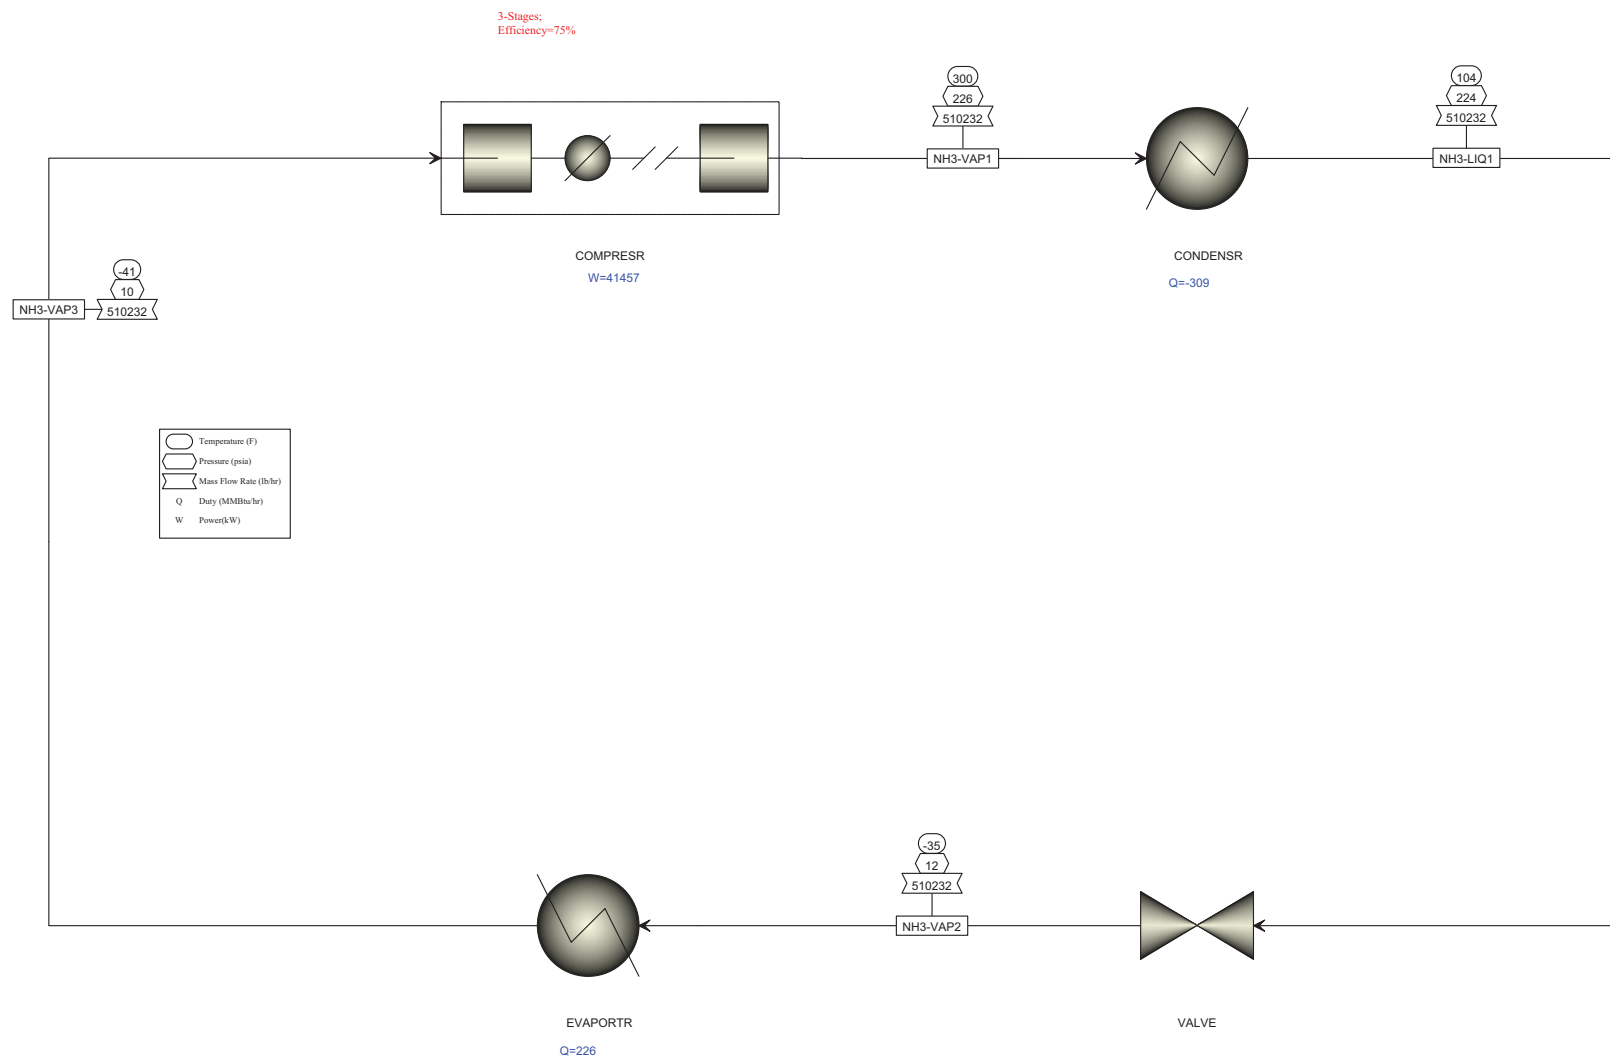 3-Stages;
Efficiency=75%
300
226
510232
NH3-VAP1
104
224
510232
NH3-LIQ1
COMPRESR
W=41457
CONDENSR
Q=-309
-41
10
510232
NH3-VAP3
Temperature (F)
Pressure (psia)
Mass Flow Rate (lb/hr)
Q Duty (MMBtu/hr)
W Power(kW)
-35
12
510232
NH3-VAP2
EVAPORTR
Q=226
VALVE